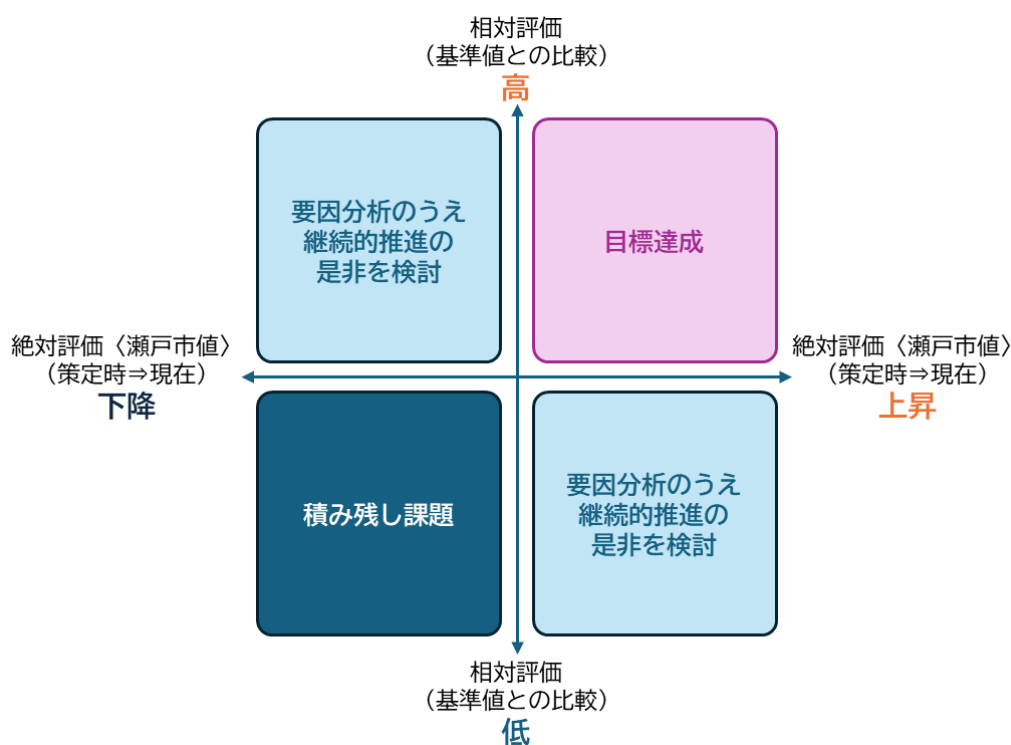 相対評価
（基準値との比較）
高
要因分析のうえ
継続的推進の
是非を検討
目標達成
絶対評価〈瀬戸市値〉
（策定時⇒現在）
下降
絶対評価〈瀬戸市値〉
（策定時⇒現在）
上昇
積み残し課題
要因分析のうえ
継続的推進の
是非を検討
相対評価
（基準値との比較）
低